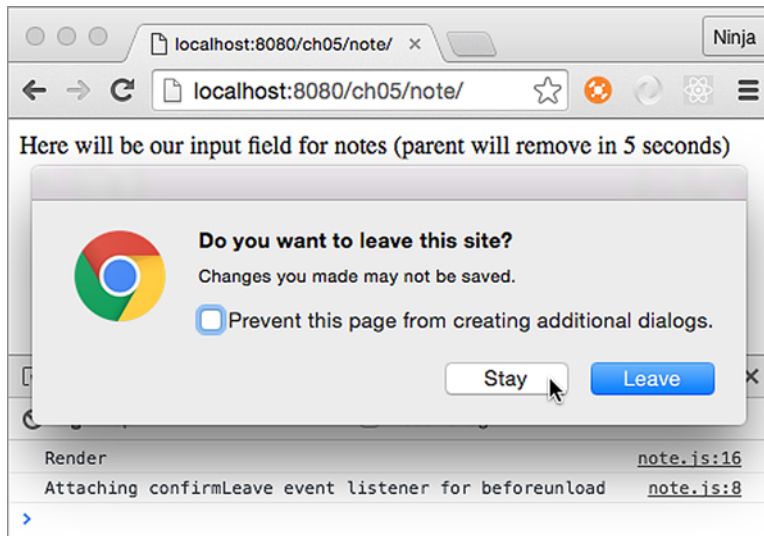 localhost:8080/ch05/note/ ×
Ninja
localhost:8080/ch05/note/
Here will be our input field for notes (parent will remove in 5 seconds)
Do you want to leave this site?
Changes you made may not be saved.
Prevent this page from creating additional dialogs.
Stay
Leave
Render note.js:16
Attaching confirmLeave event listener for beforeunload note.js:8
>